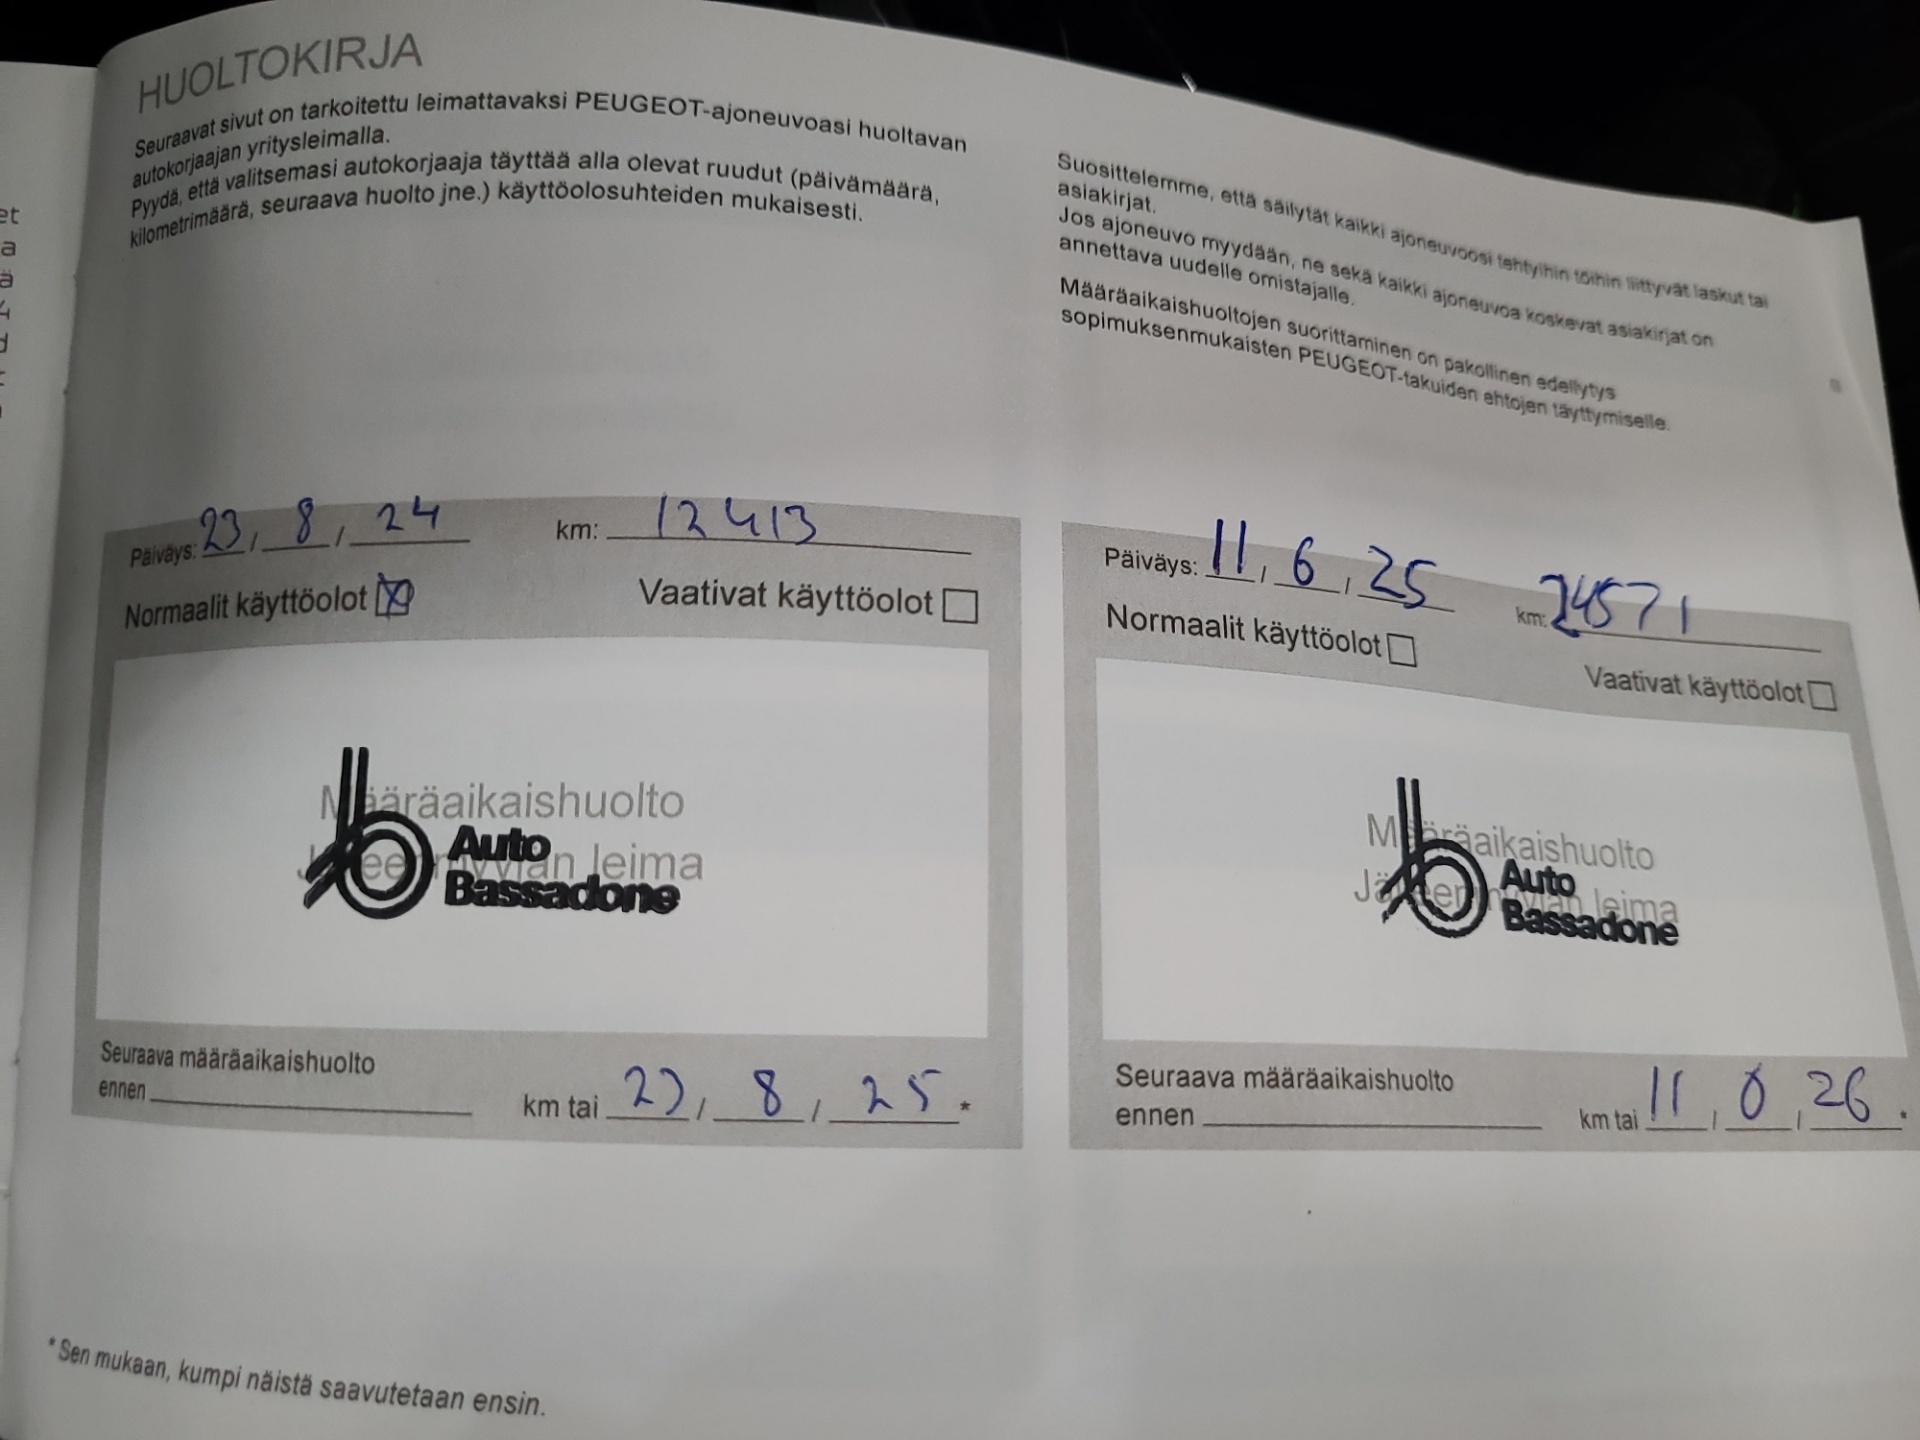 HUOLTOKIRJA
Seuraavat sivut on tarkoitettu leimattavaksi PEUGEOT-ajoneuvoasi huoltavan
autokorjaajan yritysleimalla.
Pyydä, että valitsemasi autokorjaaja täyttää alla olevat ruudut (päivämäärä,
kilometrimäärä, seuraava huolto jne.) käyttöolosuhteiden mukaisesti.
Päiväys: 23 / 8 / 24 km: 12413
Normaalit käyttöolot Vaativat käyttöolot
Määräaikaishuolto
Jälleenmyyjän leima
Auto
Bassadone
Seuraava määräaikaishuolto
ennen km tai 23 / 8 / 25 *
* Sen mukaan, kumpi näistä saavutetaan ensin.
Suosittelemme, että säilytät kaikki ajoneuvoosi tehtyihin töihin liittyvät laskut tai
asiakirjat.
Jos ajoneuvo myydään, ne sekä kaikki ajoneuvoa koskevat asiakirjat on
annettava uudelle omistajalle.
Määräaikaishuoltojen suorittaminen on pakollinen edellytys
sopimuksenmukaisten PEUGEOT-takuiden ehtojen täyttymiselle.
Päiväys: 11 / 6 / 25 km: 24571
Normaalit käyttöolot
Vaativat käyttöolot
Määräaikaishuolto
Jälleenmyyjän leima
Auto
Bassadone
Seuraava määräaikaishuolto
ennen km tai 11 / / 26 *
et
a
ä
4
d